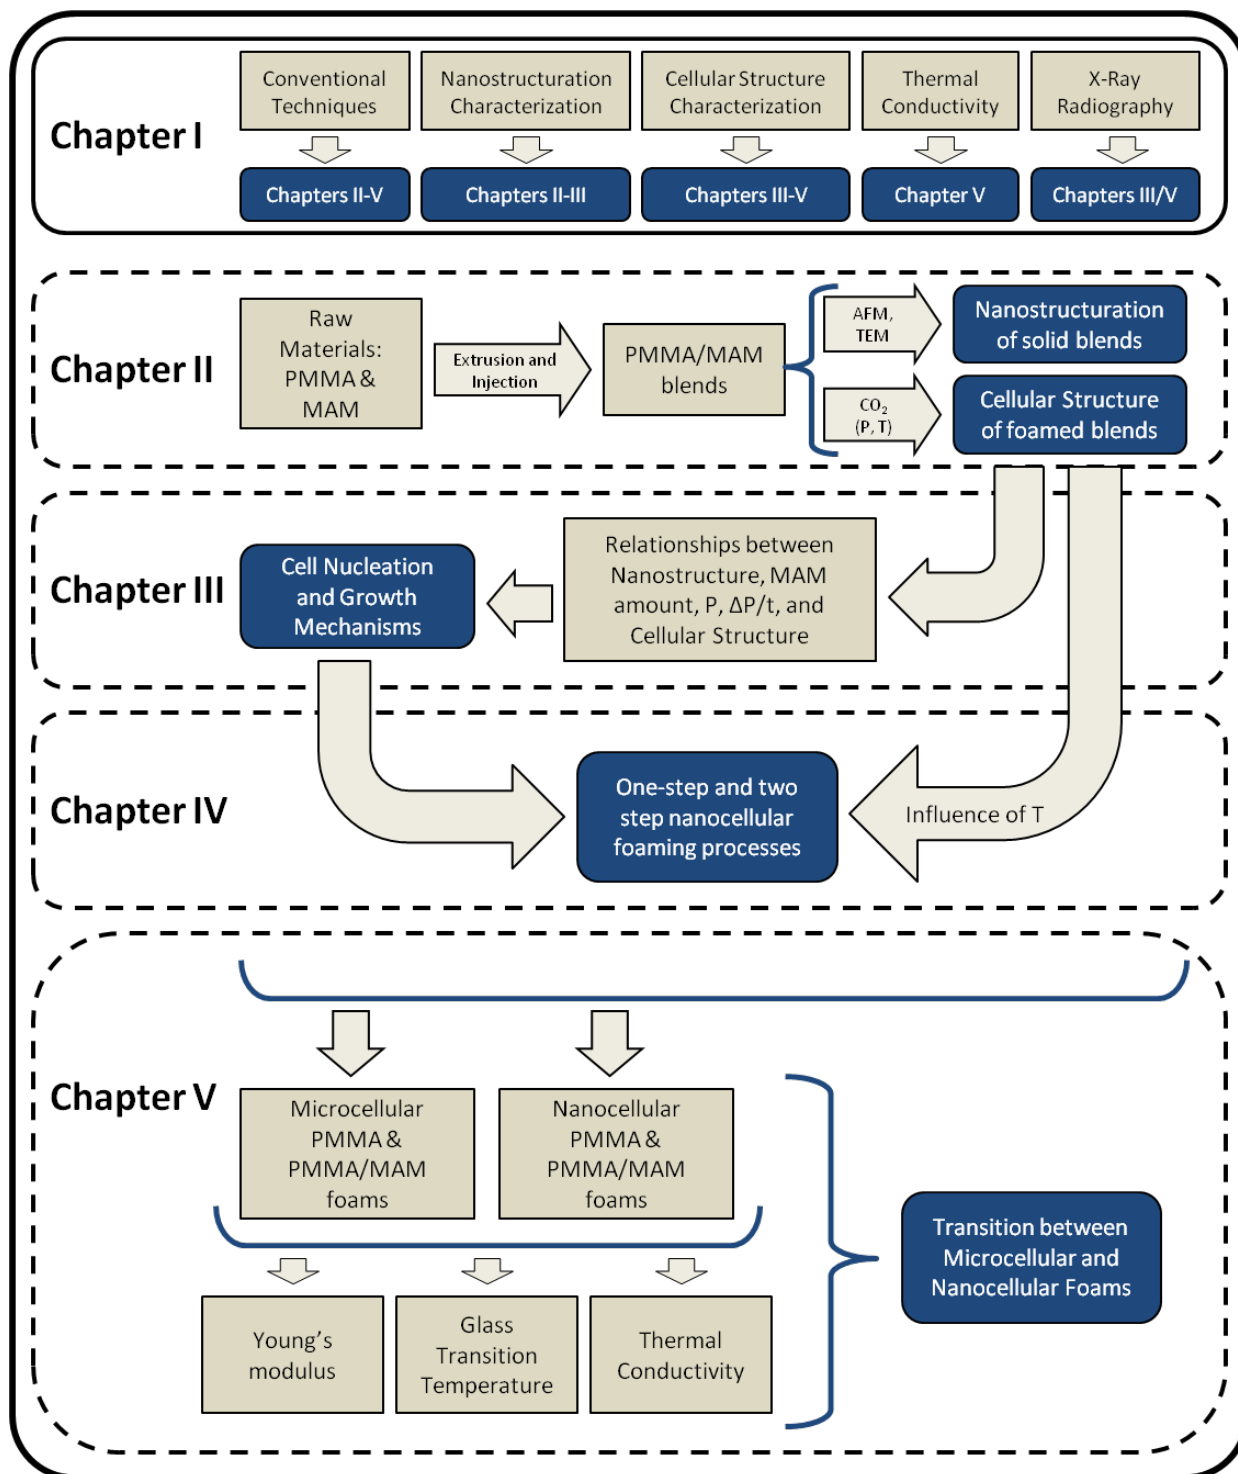 Chapter I
Conventional
Techniques
Nanostructuration
Characterization
Cellular Structure
Characterization
Thermal
Conductivity
X-Ray
Radiography
Chapters II-V
Chapters II-III
Chapters III-V
Chapter V
Chapters III/V
Chapter II
Raw
Materials:
PMMA &
MAM
Extrusion and
Injection
PMMA/MAM
blends
AFM,
TEM
Nanostructuration
of solid blends
CO₂
(P, T)
Cellular Structure
of foamed blends
Chapter III
Cell Nucleation
and Growth
Mechanisms
Relationships between
Nanostructure, MAM
amount, P, ΔP/t, and
Cellular Structure
Chapter IV
One-step and two
step nanocellular
foaming processes
Influence of T
Chapter V
Microcellular
PMMA &
PMMA/MAM
foams
Nanocellular
PMMA &
PMMA/MAM
foams
Transition between
Microcellular and
Nanocellular Foams
Young's
modulus
Glass
Transition
Temperature
Thermal
Conductivity